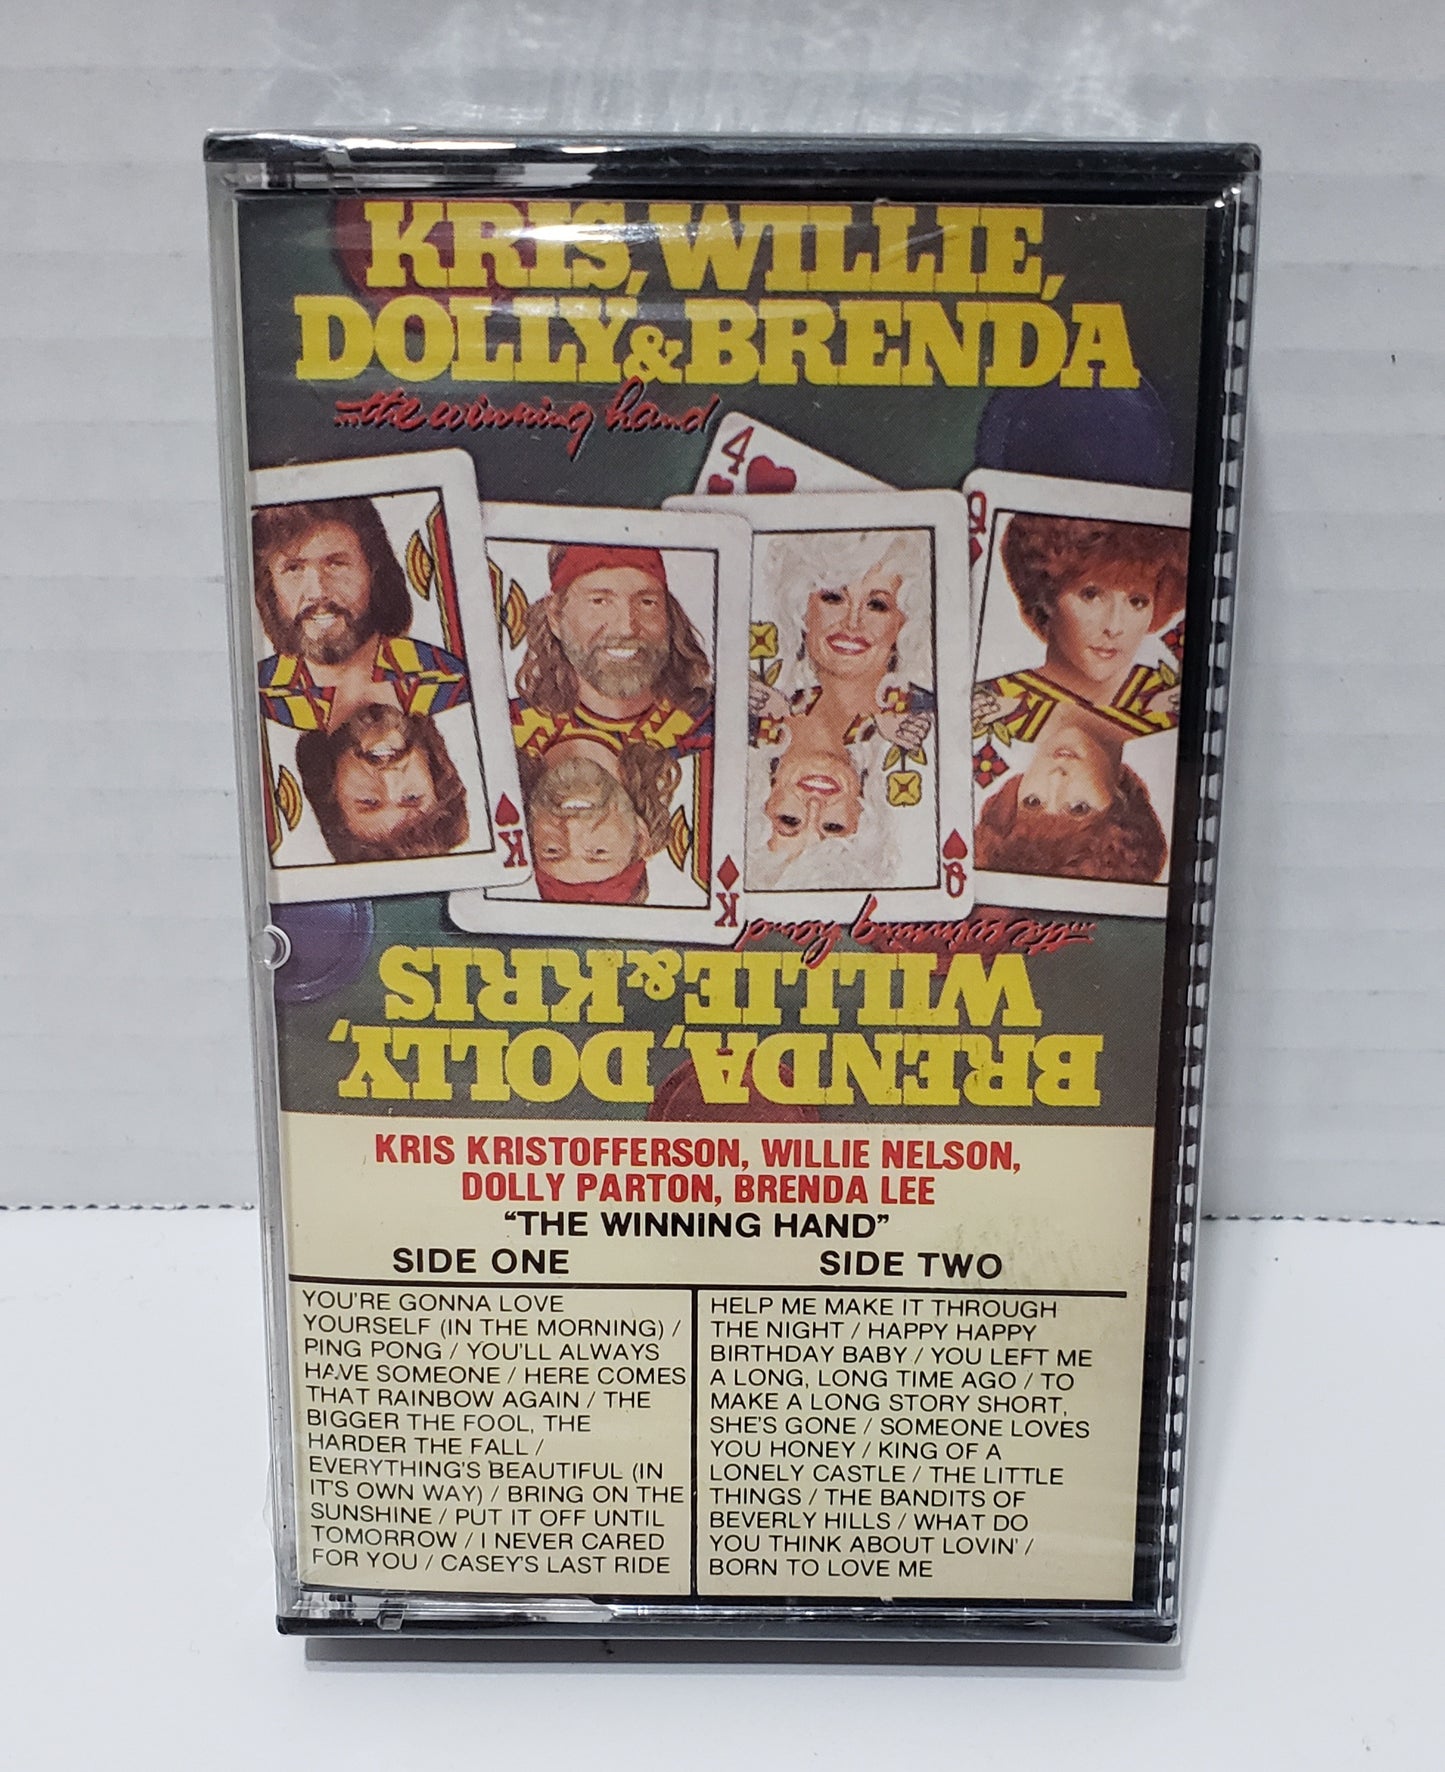 KRIS, WILLIE,
DOLLY & BRENDA
...the winning hand
4
Q
K
K
Q
...the winning hand
BRENDA, DOLLY,
WILLIE & KRIS
KRIS KRISTOFFERSON, WILLIE NELSON,
DOLLY PARTON, BRENDA LEE
"THE WINNING HAND"
SIDE ONE
YOU'RE GONNA LOVE
YOURSELF (IN THE MORNING) /
PING PONG / YOU'LL ALWAYS
HAVE SOMEONE / HERE COMES
THAT RAINBOW AGAIN / THE
BIGGER THE FOOL, THE
HARDER THE FALL /
EVERYTHING'S BEAUTIFUL (IN
IT'S OWN WAY) / BRING ON THE
SUNSHINE / PUT IT OFF UNTIL
TOMORROW / I NEVER CARED
FOR YOU / CASEY'S LAST RIDE
SIDE TWO
HELP ME MAKE IT THROUGH
THE NIGHT / HAPPY HAPPY
BIRTHDAY BABY / YOU LEFT ME
A LONG, LONG TIME AGO / TO
MAKE A LONG STORY SHORT,
SHE'S GONE / SOMEONE LOVES
YOU HONEY / KING OF A
LONELY CASTLE / THE LITTLE
THINGS / THE BANDITS OF
BEVERLY HILLS / WHAT DO
YOU THINK ABOUT LOVIN' /
BORN TO LOVE ME